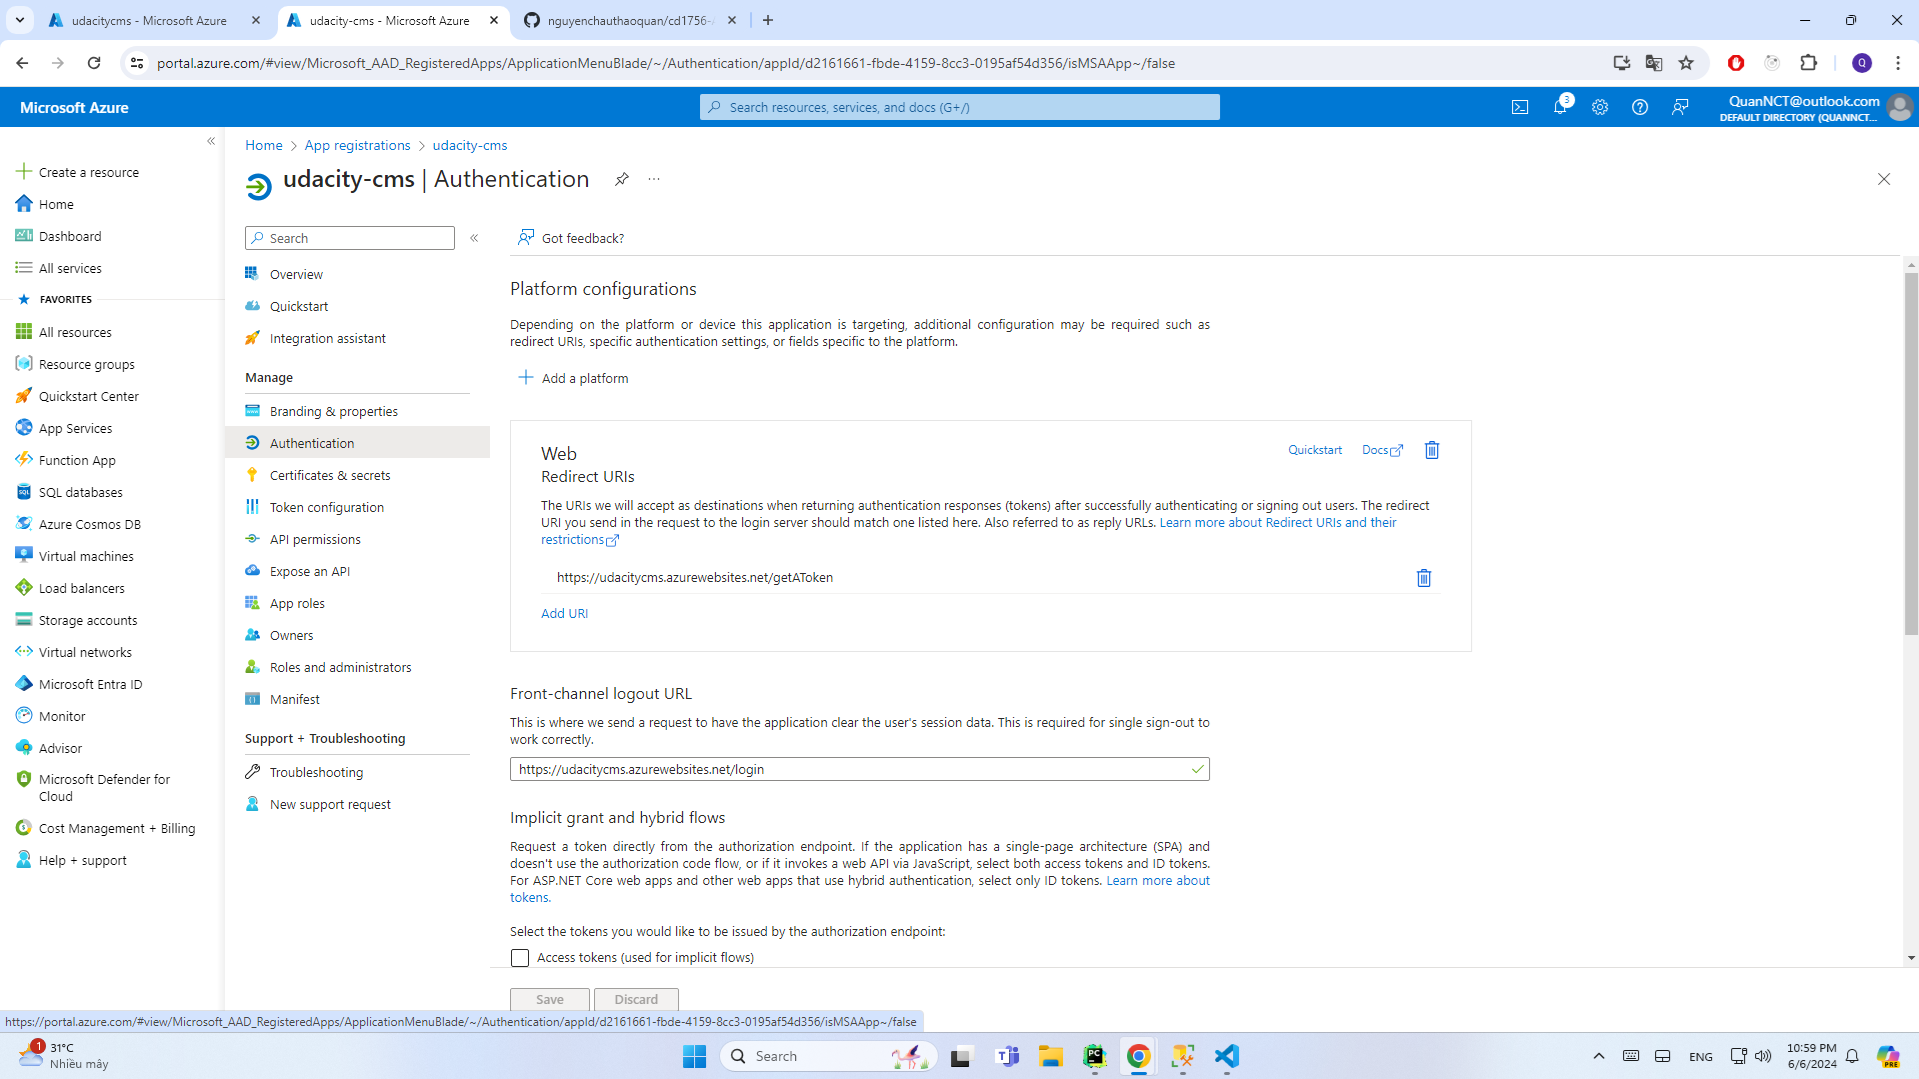 udacitycms - Microsoft Azure
udacity-cms - Microsoft Azure
nguyenchauthaoquan/cd1756-
portal.azure.com/#view/Microsoft_AAD_RegisteredApps/ApplicationMenuBlade/~/Authentication/appId/d2161661-fbde-4159-8cc3-0195af54d356/isMSAApp~/false
Q
Microsoft Azure
Search resources, services, and docs (G+/)
3
QuanNCT@outlook.com
DEFAULT DIRECTORY (QUANNCT...
Create a resource
Home
Dashboard
All services
FAVORITES
All resources
Resource groups
Quickstart Center
App Services
Function App
SQL databases
Azure Cosmos DB
Virtual machines
Load balancers
Storage accounts
Virtual networks
Microsoft Entra ID
Monitor
Advisor
Microsoft Defender for
Cloud
Cost Management + Billing
Help + support
Home
App registrations
udacity-cms
udacity-cms | Authentication
...
Search
Overview
Quickstart
Integration assistant
Manage
Branding & properties
Authentication
Certificates & secrets
Token configuration
API permissions
Expose an API
App roles
Owners
Roles and administrators
Manifest
Support + Troubleshooting
Troubleshooting
New support request
Got feedback?
Platform configurations
Depending on the platform or device this application is targeting, additional configuration may be required such as
redirect URIs, specific authentication settings, or fields specific to the platform.
Add a platform
Web
Quickstart
Docs
Redirect URIs
The URIs we will accept as destinations when returning authentication responses (tokens) after successfully authenticating or signing out users. The redirect
URI you send in the request to the login server should match one listed here. Also referred to as reply URLs. Learn more about Redirect URIs and their
restrictions
https://udacitycms.azurewebsites.net/getAToken
Add URI
Front-channel logout URL
This is where we send a request to have the application clear the user's session data. This is required for single sign-out to
work correctly.
https://udacitycms.azurewebsites.net/login
Implicit grant and hybrid flows
Request a token directly from the authorization endpoint. If the application has a single-page architecture (SPA) and
doesn't use the authorization code flow, or if it invokes a web API via JavaScript, select both access tokens and ID tokens.
For ASP.NET Core web apps and other web apps that use hybrid authentication, select only ID tokens. Learn more about
tokens.
Select the tokens you would like to be issued by the authorization endpoint:
Access tokens (used for implicit flows)
Save
Discard
https://portal.azure.com/#view/Microsoft_AAD_RegisteredApps/ApplicationMenuBlade/~/Authentication/appId/d2161661-fbde-4159-8cc3-0195af54d356/isMSAApp~/false
1
31°C
Nhiều mây
Search
PC
ENG
10:59 PM
6/6/2024
PRE